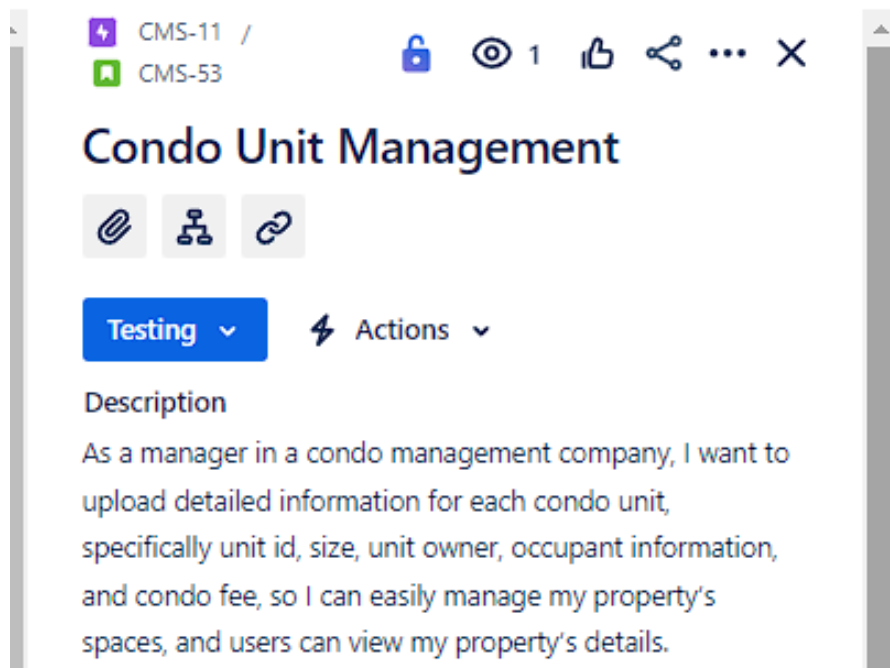 CMS-11 /
CMS-53
1
Condo Unit Management
Testing
Actions
Description
As a manager in a condo management company, I want to
upload detailed information for each condo unit,
specifically unit id, size, unit owner, occupant information,
and condo fee, so I can easily manage my property's
spaces, and users can view my property's details.